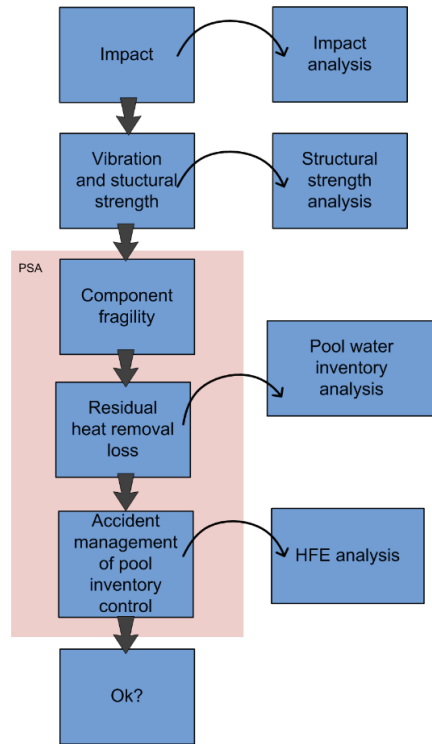 Impact
Impact
analysis
Vibration
and stuctural
strength
Structural
strength
analysis
PSA
Component
fragility
Pool water
inventory
analysis
Residual
heat removal
loss
Accident
management
of pool
inventory
control
HFE analysis
Ok?